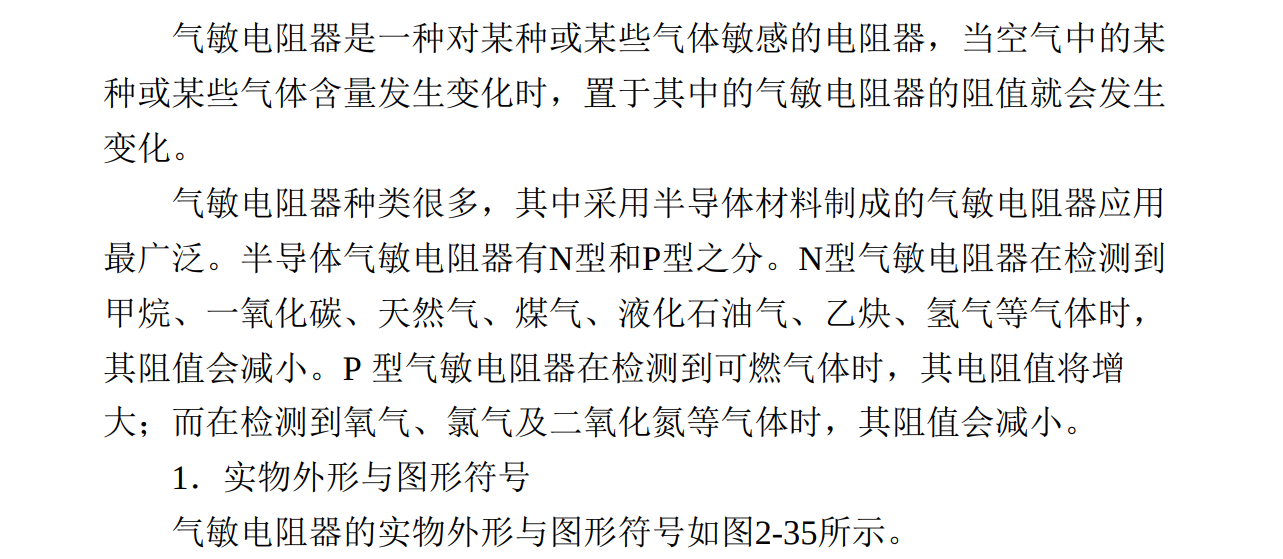 气敏电阻器是一种对某种或某些气体敏感的电阻器，当空气中的某
种或某些气体含量发生变化时，置于其中的气敏电阻器的阻值就会发生
变化。
气敏电阻器种类很多，其中采用半导体材料制成的气敏电阻器应用
最广泛。半导体气敏电阻器有N型和P型之分。N型气敏电阻器在检测到
甲烷、一氧化碳、天然气、煤气、液化石油气、乙炔、氢气等气体时，
其阻值会减小。P 型气敏电阻器在检测到可燃气体时，其电阻值将增
大；而在检测到氧气、氯气及二氧化氮等气体时，其阻值会减小。
1．实物外形与图形符号
气敏电阻器的实物外形与图形符号如图2-35所示。